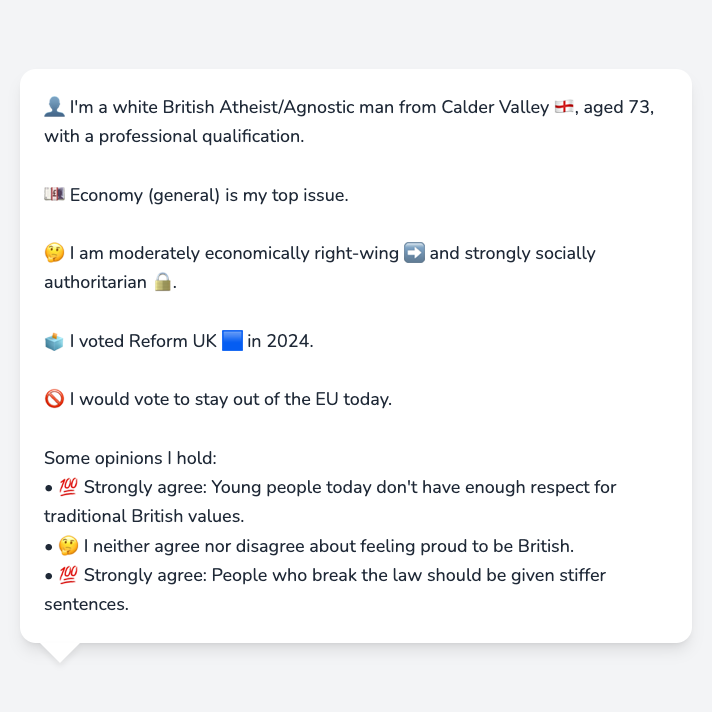 👤 I'm a white British Atheist/Agnostic man from Calder Valley 🏴󠁧󠁢󠁥󠁮󠁧󠁿, aged 73,
with a professional qualification.
💷 Economy (general) is my top issue.
🤔 I am moderately economically right-wing ➡️ and strongly socially
authoritarian 🔒.
🗳️ I voted Reform UK 🟦 in 2024.
🚫 I would vote to stay out of the EU today.
Some opinions I hold:
• 💯 Strongly agree: Young people today don't have enough respect for
traditional British values.
• 🤔 I neither agree nor disagree about feeling proud to be British.
• 💯 Strongly agree: People who break the law should be given stiffer
sentences.